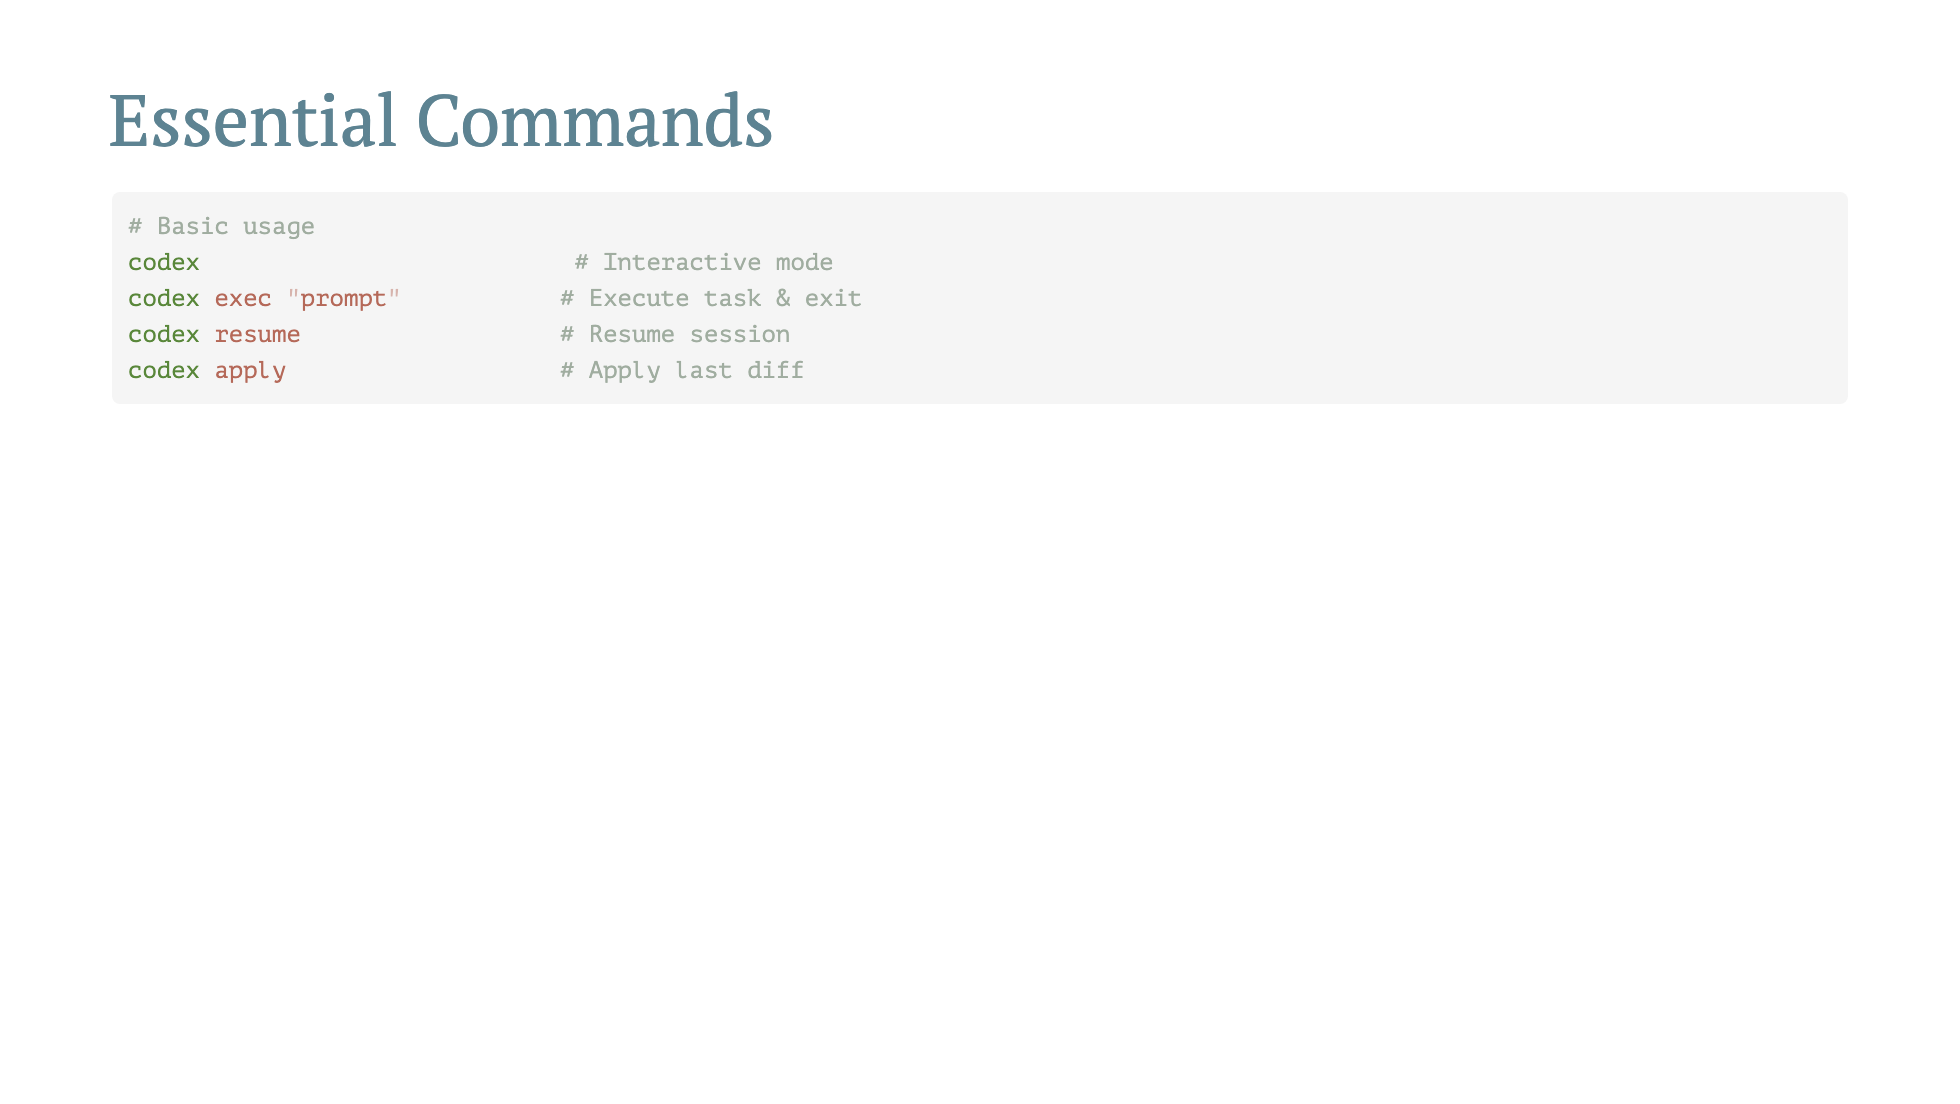 Essential Commands
# Basic usage
codex                          # Interactive mode
codex exec "prompt"           # Execute task & exit
codex resume                  # Resume session
codex apply                   # Apply last diff